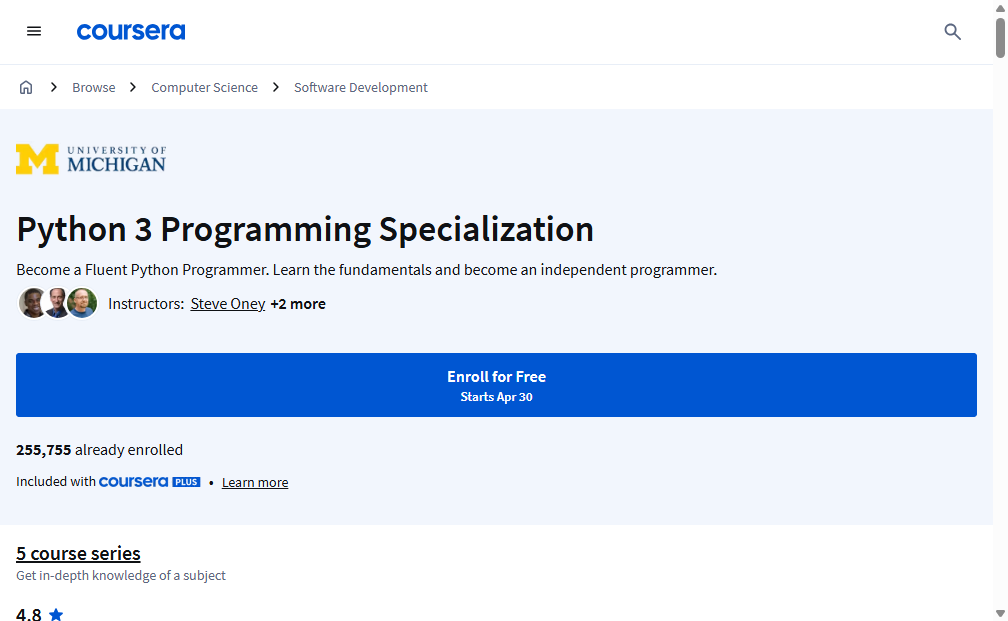 coursera
Browse Computer Science Software Development
UNIVERSITY OF
MICHIGAN
Python 3 Programming Specialization
Become a Fluent Python Programmer. Learn the fundamentals and become an independent programmer.
Instructors: Steve Oney +2 more
Enroll for Free
Starts Apr 30
255,755 already enrolled
Included with coursera PLUS • Learn more
5 course series
Get in-depth knowledge of a subject
4.8